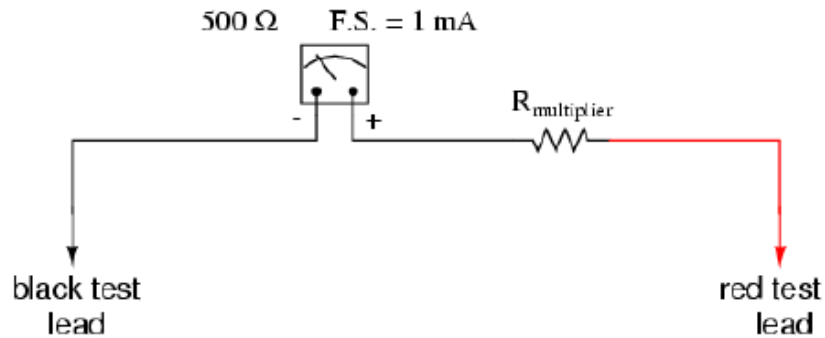 500 Ω F.S. = 1 mA
- +
Rmultiplier
black test
lead
red test
lead